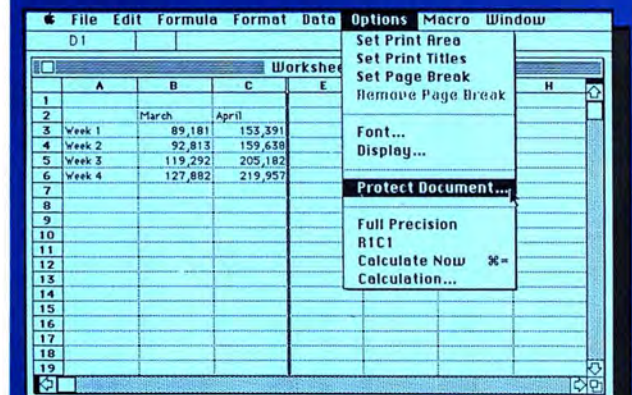 File Edit Formula Format Data Options Macro Window
D1
Set Print Area
Set Print Titles
Set Page Break
Remove Page Break
Font...
Display...
Protect Document...
Full Precision
R1C1
Calculate Now ⌘=
Calculation...
Workshee
A B C E H
1
2 March April
3 Week 1 89,181 153,391
4 Week 2 92,813 159,638
5 Week 3 119,292 205,182
6 Week 4 127,882 219,957
7
8
9
10
11
12
13
14
15
16
17
18
19